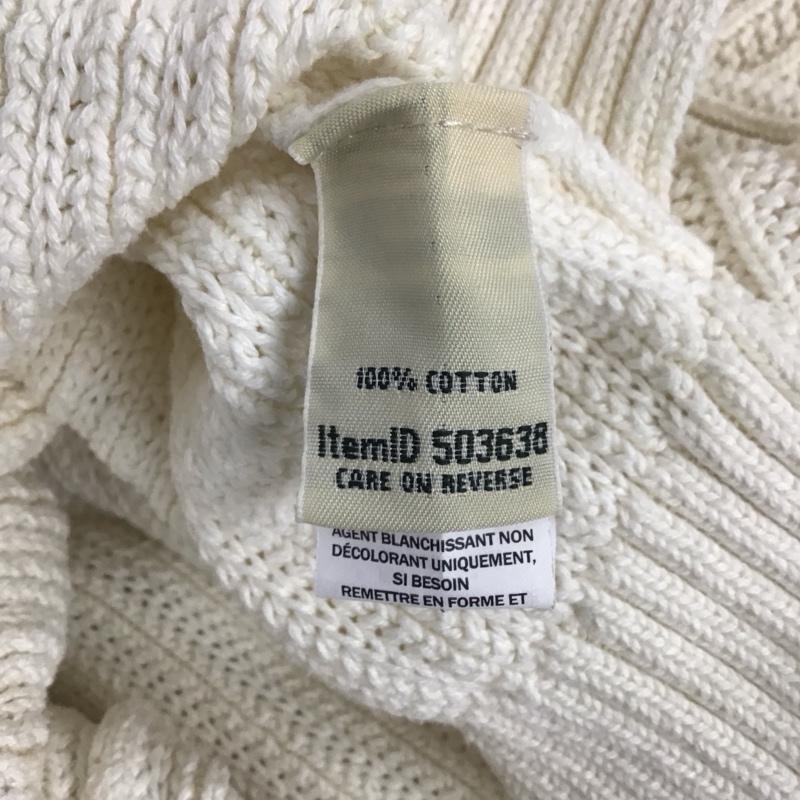 100% COTTON
ItemID 503638
CARE ON REVERSE
AGENT BLANCHISSANT NON
DÉCOLORANT UNIQUEMENT,
SI BESOIN
REMETTRE EN FORME ET